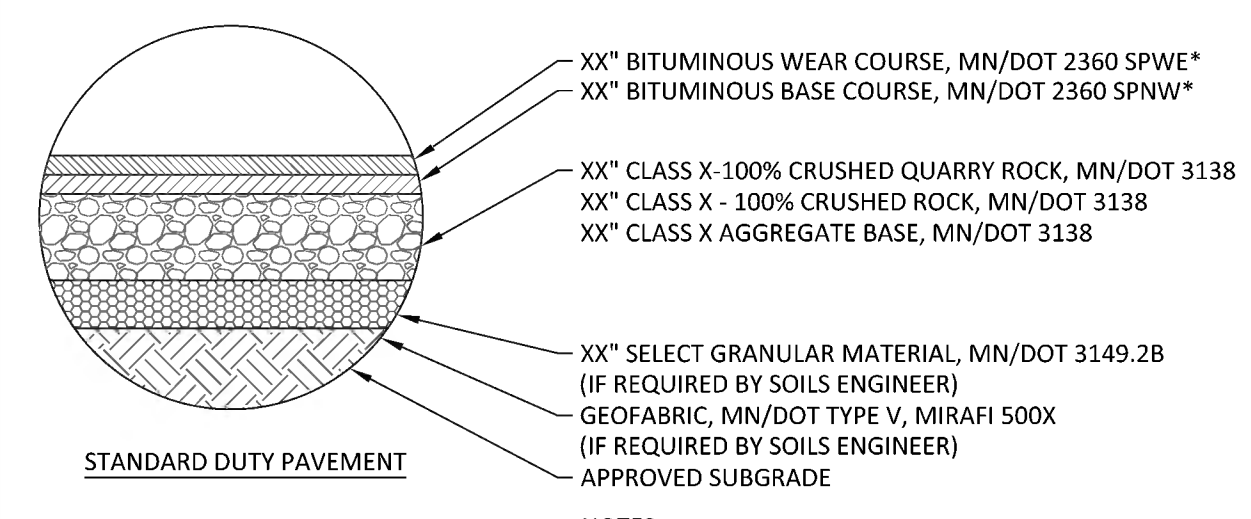 XX" BITUMINOUS WEAR COURSE, MN/DOT 2360 SPWE*
XX" BITUMINOUS BASE COURSE, MN/DOT 2360 SPNW*
XX" CLASS X-100% CRUSHED QUARRY ROCK, MN/DOT 3138
XX" CLASS X - 100% CRUSHED ROCK, MN/DOT 3138
XX" CLASS X AGGREGATE BASE, MN/DOT 3138
XX" SELECT GRANULAR MATERIAL, MN/DOT 3149.2B
(IF REQUIRED BY SOILS ENGINEER)
GEOFABRIC, MN/DOT TYPE V, MIRAFI 500X
(IF REQUIRED BY SOILS ENGINEER)
APPROVED SUBGRADE
STANDARD DUTY PAVEMENT